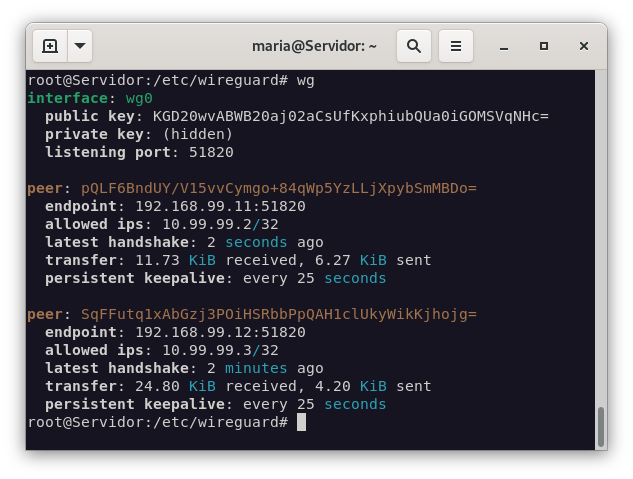 maria@Servidor: ~
root@Servidor:/etc/wireguard# wg
interface: wg0
  public key: KGD20wvABWB20aj02aCsUfKxphiubQUa0iGOMSVqNHc=
  private key: (hidden)
  listening port: 51820

peer: pQLF6BndUY/V15vvCymgo+84qWp5YzLLjXpybSmMBDo=
  endpoint: 192.168.99.11:51820
  allowed ips: 10.99.99.2/32
  latest handshake: 2 seconds ago
  transfer: 11.73 KiB received, 6.27 KiB sent
  persistent keepalive: every 25 seconds

peer: SqFFutq1xAbGzj3POiHSRbbPpQAH1clUkyWikKjhojg=
  endpoint: 192.168.99.12:51820
  allowed ips: 10.99.99.3/32
  latest handshake: 2 minutes ago
  transfer: 24.80 KiB received, 4.20 KiB sent
  persistent keepalive: every 25 seconds
root@Servidor:/etc/wireguard#